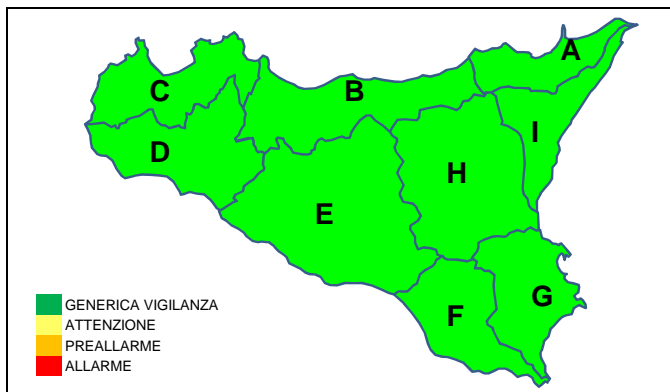 A
C
B
I
D
H
E
G
F
GENERICA VIGILANZA
ATTENZIONE
PREALLARME
ALLARME